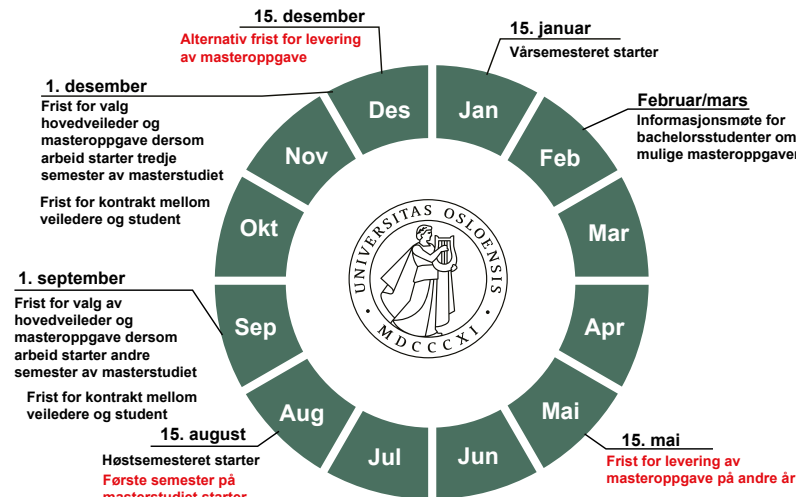 15. desember
Alternativ frist for levering
av masteroppgave
15. januar
Vårsemesteret starter
1. desember
Frist for valg
hovedveileder og
masteroppgave dersom
arbeid starter tredje
semester av masterstudiet
Frist for kontrakt mellom
veiledere og student
Februar/mars
Informasjonsmøte for
bachelorsstudenter om
mulige masteroppgaver
Des
Jan
Nov
Feb
Okt
Mar
Sep
Apr
Aug
Mai
Jul
Jun
UNIVERSITAS OSLOENSIS
MDCCCXI
1. september
Frist for valg av
hovedveileder og
masteroppgave dersom
arbeid starter andre
semester av masterstudiet
Frist for kontrakt mellom
veiledere og student
15. august
Høstsemesteret starter
Første semester på
masterstudiet starter
15. mai
Frist for levering av
masteroppgave på andre år